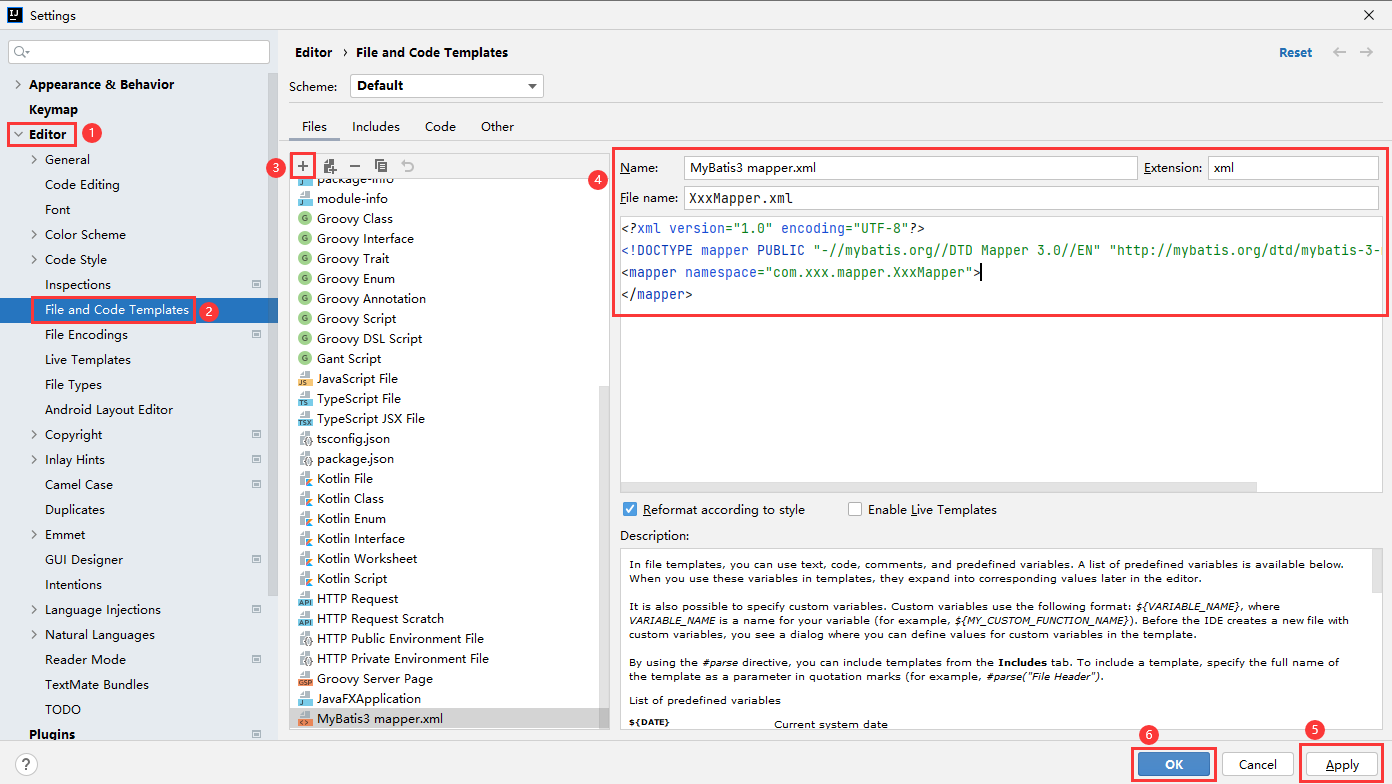 Settings
Appearance & Behavior
Keymap
Editor
1
General
Code Editing
Font
Color Scheme
Code Style
Inspections
File and Code Templates
2
File Encodings
Live Templates
File Types
Android Layout Editor
Copyright
Inlay Hints
Camel Case
Duplicates
Emmet
GUI Designer
Intentions
Language Injections
Natural Languages
Reader Mode
TextMate Bundles
TODO
Plugins
Editor › File and Code Templates
Reset
Scheme: Default
Files Includes Code Other
3
package-info
module-info
Groovy Class
Groovy Interface
Groovy Trait
Groovy Enum
Groovy Annotation
Groovy Script
Groovy DSL Script
Gant Script
JavaScript File
TypeScript File
TypeScript JSX File
tsconfig.json
package.json
Kotlin File
Kotlin Class
Kotlin Enum
Kotlin Interface
Kotlin Worksheet
Kotlin Script
HTTP Request
HTTP Request Scratch
HTTP Public Environment File
HTTP Private Environment File
Groovy Server Page
JavaFXApplication
MyBatis3 mapper.xml
4
Name: MyBatis3 mapper.xml Extension: xml
File name: XxxMapper.xml
<?xml version="1.0" encoding="UTF-8"?>
<!DOCTYPE mapper PUBLIC "-//mybatis.org//DTD Mapper 3.0//EN" "http://mybatis.org/dtd/mybatis-3-
<mapper namespace="com.xxx.mapper.XxxMapper">
</mapper>
Reformat according to style Enable Live Templates
Description:
In file templates, you can use text, code, comments, and predefined variables. A list of predefined variables is available below.
When you use these variables in templates, they expand into corresponding values later in the editor.
It is also possible to specify custom variables. Custom variables use the following format: ${VARIABLE_NAME}, where
VARIABLE_NAME is a name for your variable (for example, ${MY_CUSTOM_FUNCTION_NAME}). Before the IDE creates a new file with
custom variables, you see a dialog where you can define values for custom variables in the template.
By using the #parse directive, you can include templates from the Includes tab. To include a template, specify the full name of
the template as a parameter in quotation marks (for example, #parse("File Header").
List of predefined variables
${DATE} Current system date
?
6
5
OK Cancel Apply